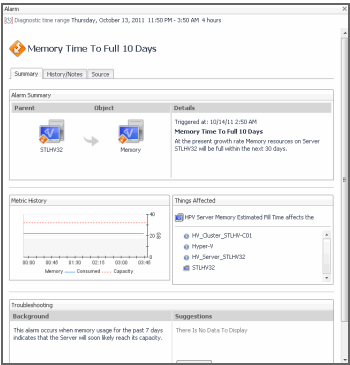 Alarm
Diagnostic time range Thursday, October 13, 2011 11:50 PM - 3:50 AM 4 hours
Memory Time To Full 10 Days
Summary History/Notes Source
Alarm Summary
Parent Object Details
STLHV32
Memory
Triggered at: 10/14/11 2:50 AM
Memory Time To Full 10 Days
At the present growth rate Memory resources on Server
STLHV32 will be full within the next 30 days.
Metric History
40
20
0
GB
00:00 00:45 01:30 02:15 03:00 03:45
Memory Consumed Capacity
Things Affected
HPV Server Memory Estimated Fill Time affects the
HV_Cluster_STLHV-C01
Hyper-V
HV_Server_STLHV32
STLHV32
Troubleshooting
Background
This alarm occurs when memory usage for the past 7 days
indicates that the Server will soon likely reach its capacity.
Suggestions
There Is No Data To Display